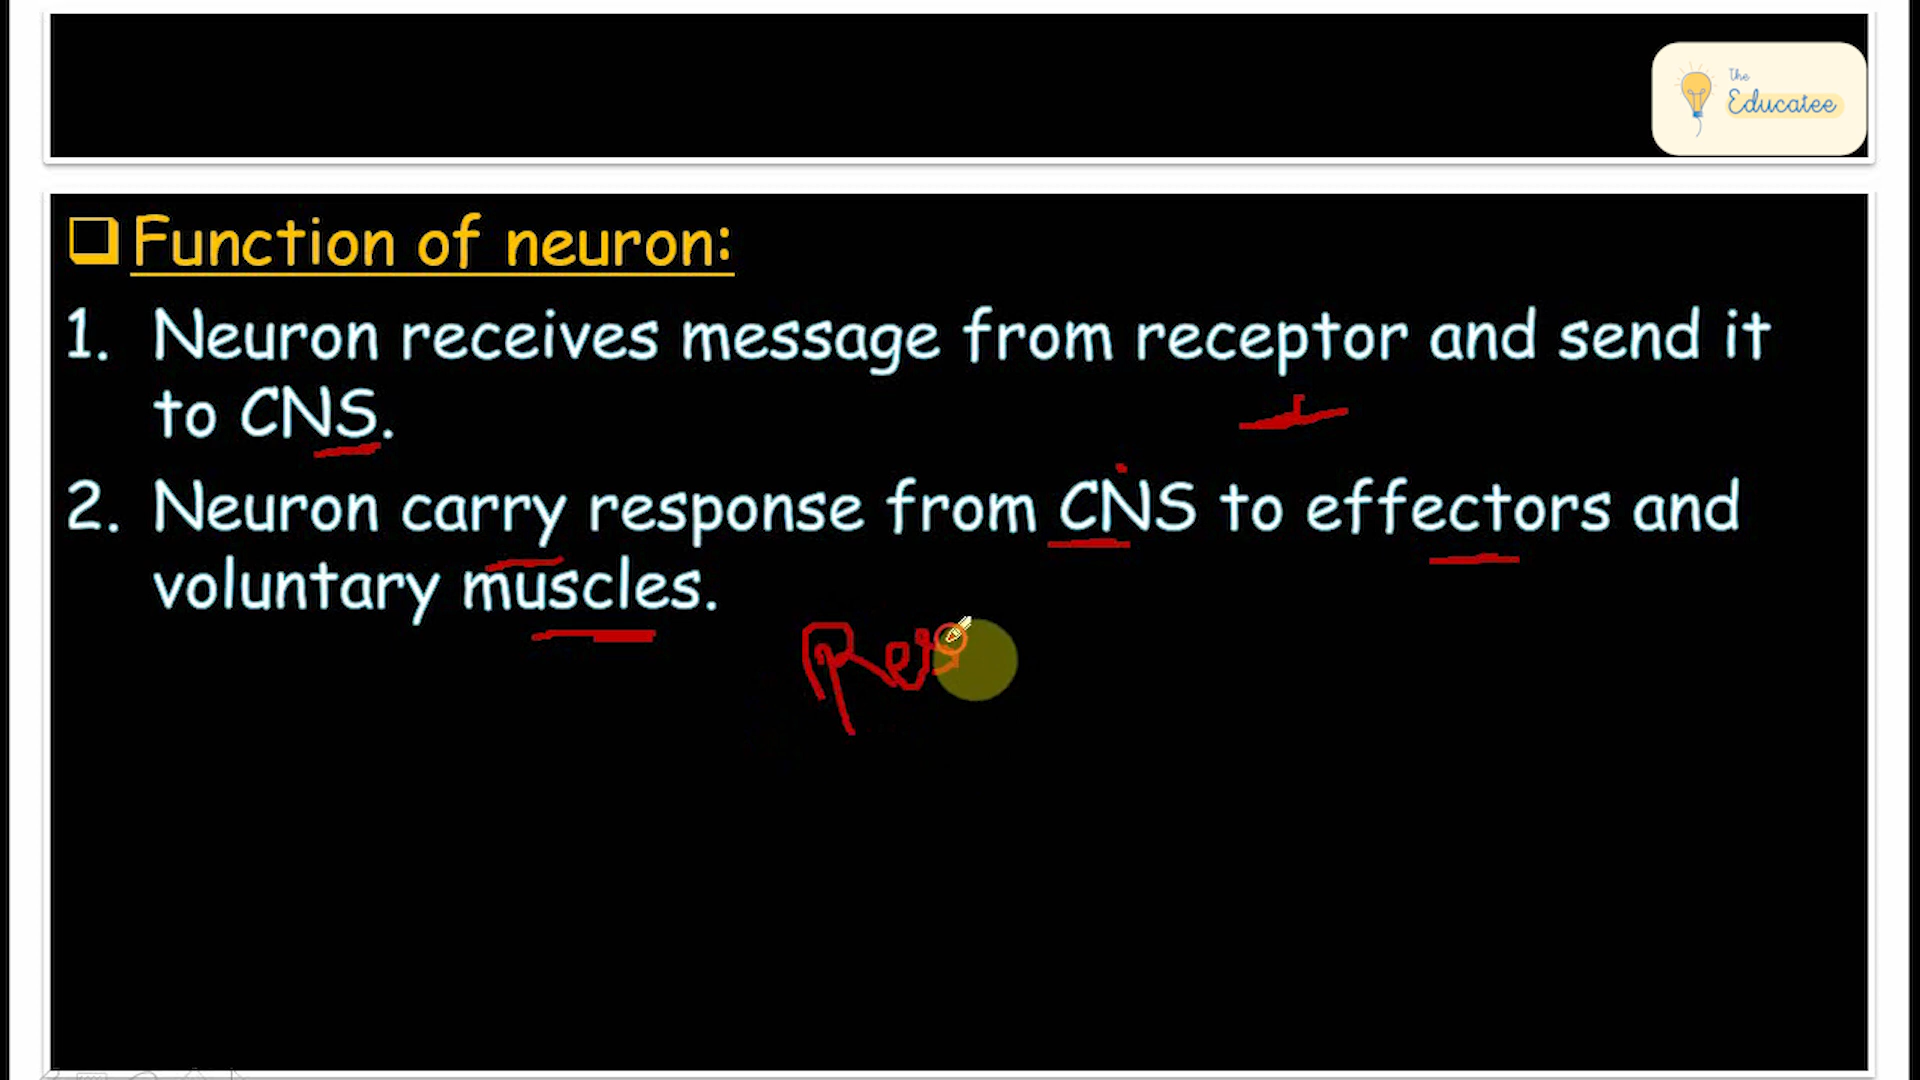 The
Educatee
Function of neuron:
1. Neuron receives message from receptor and send it
to CNS.
2. Neuron carry response from CNS to effectors and
voluntary muscles.
Res